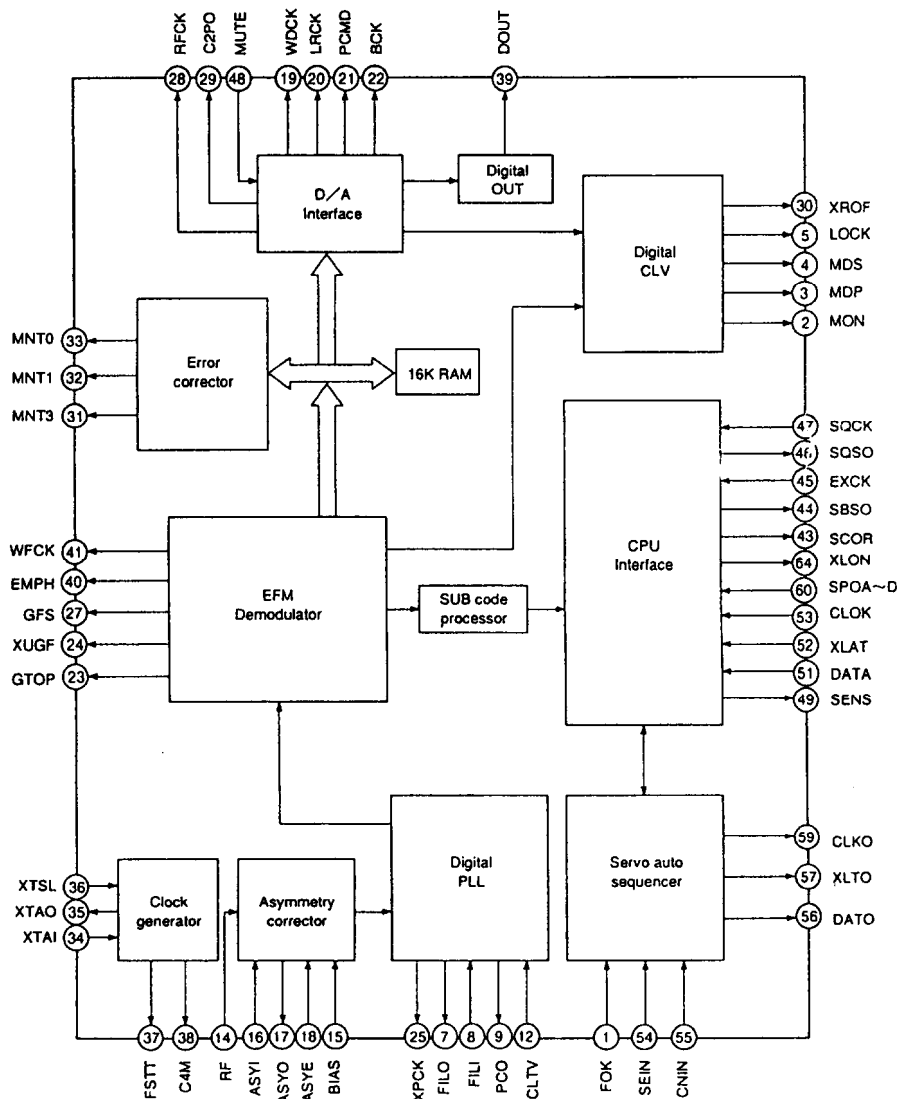 RFCK
C2PO
MUTE
WDCK
LRCK
PCMD
BCK
DOUT
28
29
48
19
20
21
22
39
D/A
Interface
Digital
OUT
Digital
CLV
30 XROF
5 LOCK
4 MDS
3 MDP
2 MON
MNT0 33
MNT1 32
MNT3 31
Error
corrector
16K RAM
47 SQCK
46 SQSO
45 EXCK
44 SBSO
43 SCOR
64 XLON
60 SPOA~D
53 CLOK
52 XLAT
51 DATA
49 SENS
CPU
Interface
WFCK 41
EMPH 40
GFS 27
XUGF 24
GTOP 23
EFM
Demodulator
SUB code
processor
XTSL 36
XTAO 35
XTAI 34
Clock
generator
Asymmetry
corrector
Digital
PLL
Servo auto
sequencer
59 CLKO
57 XLTO
56 DATO
37
38
14
16
17
18
15
25
7
8
9
12
1
54
55
FSTT
C4M
RF
ASYI
ASYO
ASYE
BIAS
XPCK
FILO
FILI
PCO
CLTV
FOK
SEIN
CNIN